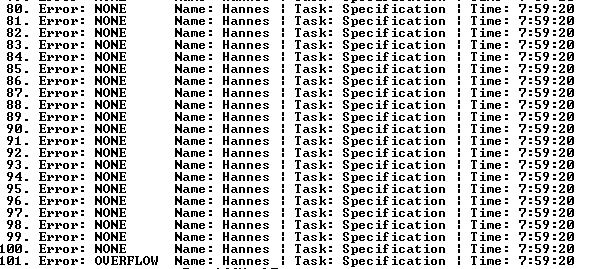 80. Error: NONE Name: Hannes ¦ Task: Specification ¦ Time: 7:59:20
81. Error: NONE Name: Hannes ¦ Task: Specification ¦ Time: 7:59:20
82. Error: NONE Name: Hannes ¦ Task: Specification ¦ Time: 7:59:20
83. Error: NONE Name: Hannes ¦ Task: Specification ¦ Time: 7:59:20
84. Error: NONE Name: Hannes ¦ Task: Specification ¦ Time: 7:59:20
85. Error: NONE Name: Hannes ¦ Task: Specification ¦ Time: 7:59:20
86. Error: NONE Name: Hannes ¦ Task: Specification ¦ Time: 7:59:20
87. Error: NONE Name: Hannes ¦ Task: Specification ¦ Time: 7:59:20
88. Error: NONE Name: Hannes ¦ Task: Specification ¦ Time: 7:59:20
89. Error: NONE Name: Hannes ¦ Task: Specification ¦ Time: 7:59:20
90. Error: NONE Name: Hannes ¦ Task: Specification ¦ Time: 7:59:20
91. Error: NONE Name: Hannes ¦ Task: Specification ¦ Time: 7:59:20
92. Error: NONE Name: Hannes ¦ Task: Specification ¦ Time: 7:59:20
93. Error: NONE Name: Hannes ¦ Task: Specification ¦ Time: 7:59:20
94. Error: NONE Name: Hannes ¦ Task: Specification ¦ Time: 7:59:20
95. Error: NONE Name: Hannes ¦ Task: Specification ¦ Time: 7:59:20
96. Error: NONE Name: Hannes ¦ Task: Specification ¦ Time: 7:59:20
97. Error: NONE Name: Hannes ¦ Task: Specification ¦ Time: 7:59:20
98. Error: NONE Name: Hannes ¦ Task: Specification ¦ Time: 7:59:20
99. Error: NONE Name: Hannes ¦ Task: Specification ¦ Time: 7:59:20
100. Error: NONE Name: Hannes ¦ Task: Specification ¦ Time: 7:59:20
101. Error: OVERFLOW Name: Hannes ¦ Task: Specification ¦ Time: 7:59:20